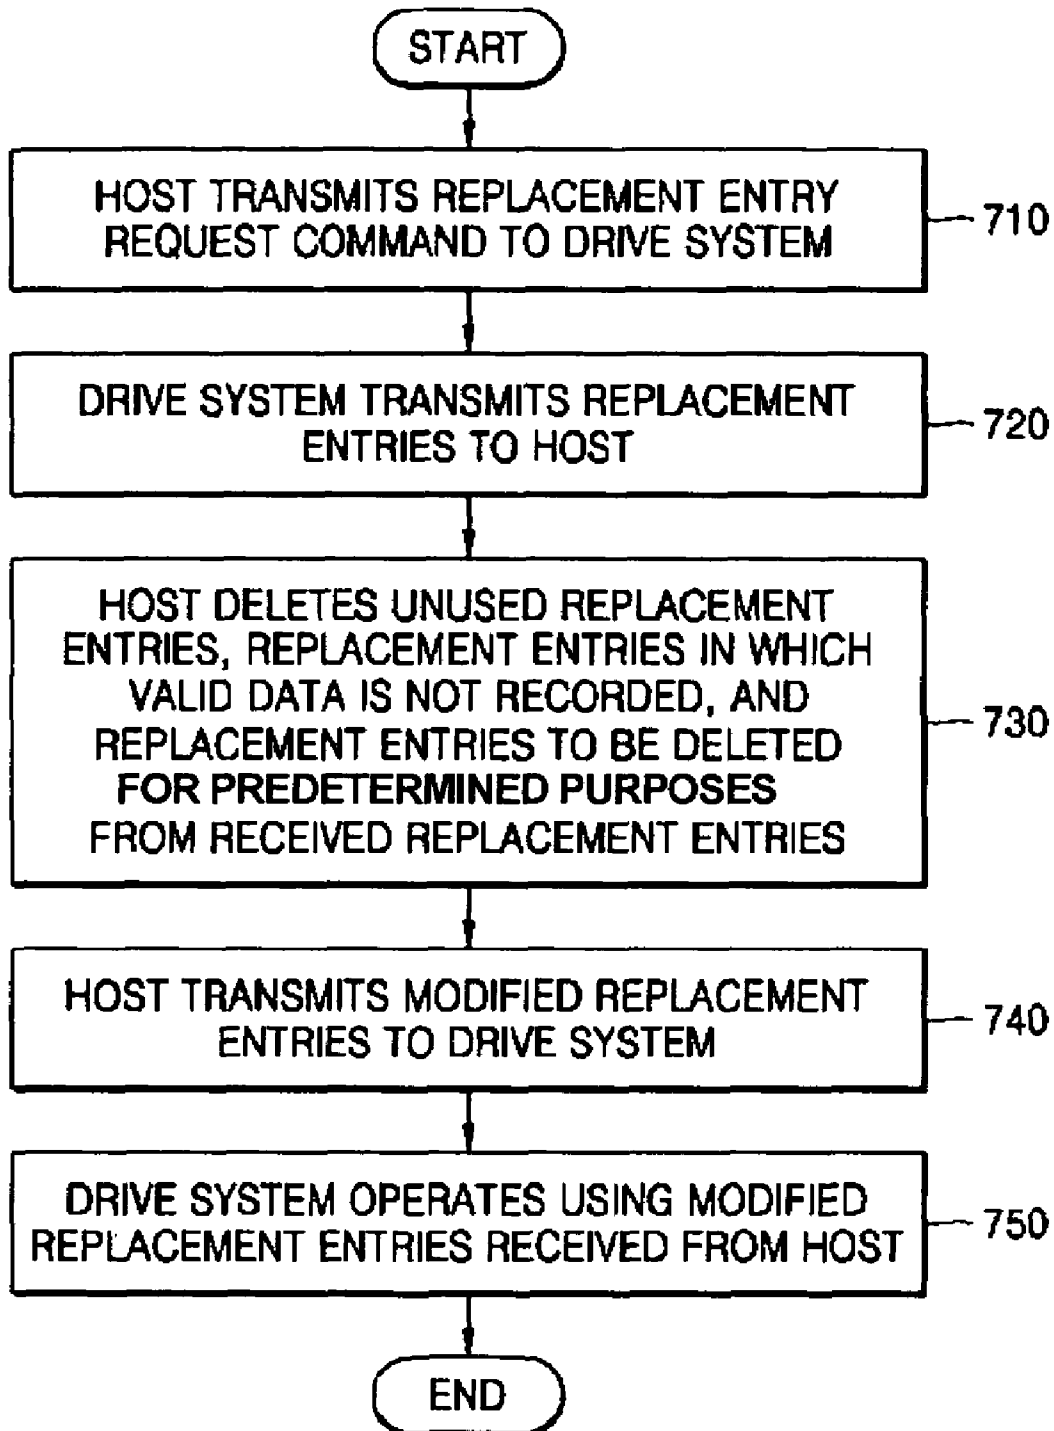 START
HOST TRANSMITS REPLACEMENT ENTRY
REQUEST COMMAND TO DRIVE SYSTEM
710
DRIVE SYSTEM TRANSMITS REPLACEMENT
ENTRIES TO HOST
720
HOST DELETES UNUSED REPLACEMENT
ENTRIES, REPLACEMENT ENTRIES IN WHICH
VALID DATA IS NOT RECORDED, AND
REPLACEMENT ENTRIES TO BE DELETED
FOR PREDETERMINED PURPOSES
FROM RECEIVED REPLACEMENT ENTRIES
730
HOST TRANSMITS MODIFIED REPLACEMENT
ENTRIES TO DRIVE SYSTEM
740
DRIVE SYSTEM OPERATES USING MODIFIED
REPLACEMENT ENTRIES RECEIVED FROM HOST
750
END